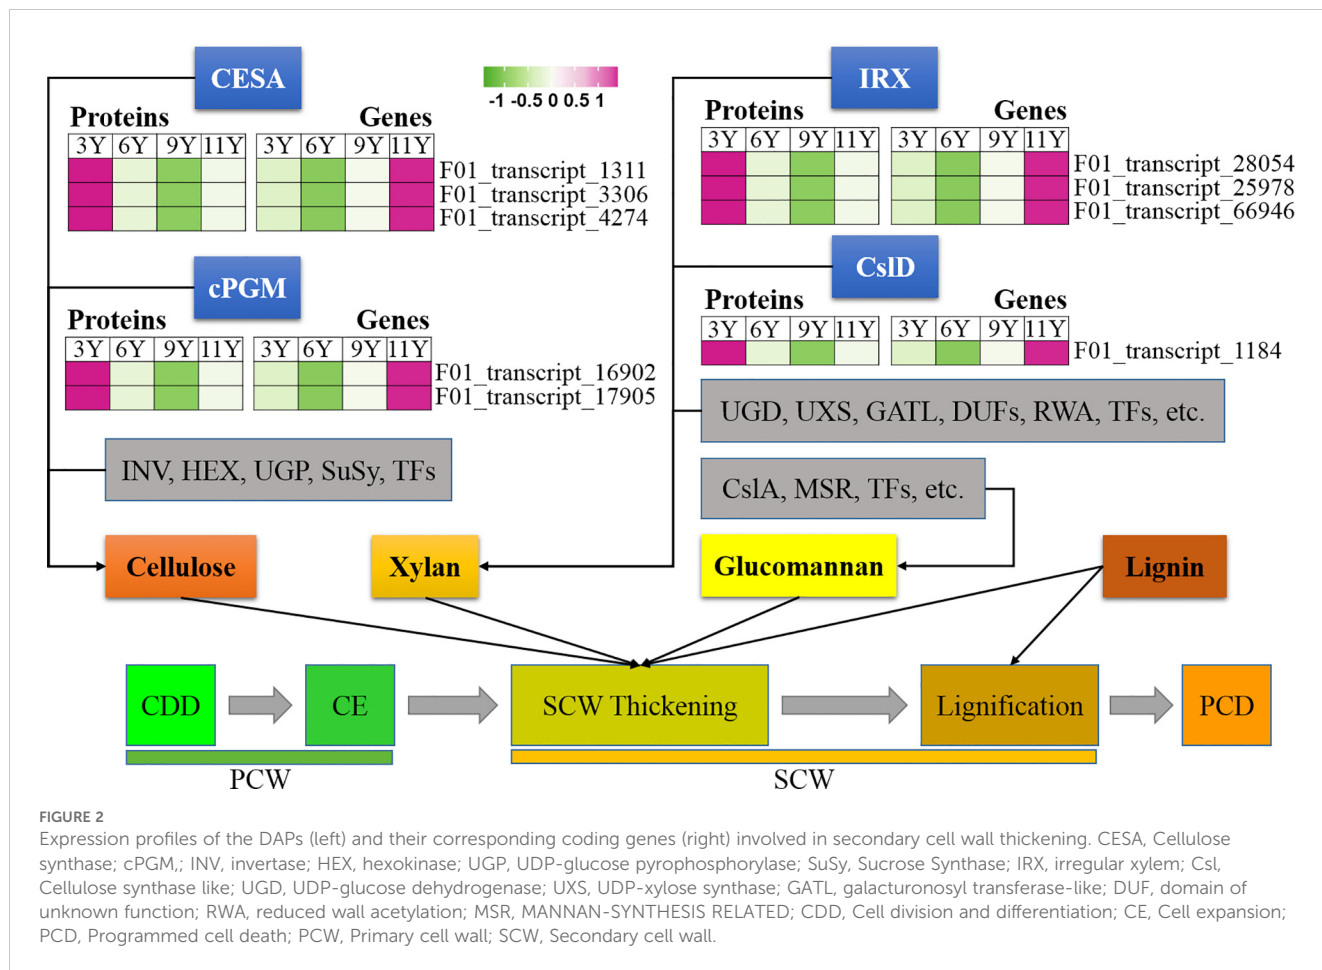 CESA
-1 -0.5 0 0.5 1
Proteins Genes
3Y 6Y 9Y 11Y 3Y 6Y 9Y 11Y
F01_transcript_1311
F01_transcript_3306
F01_transcript_4274
cPGM
Proteins Genes
3Y 6Y 9Y 11Y 3Y 6Y 9Y 11Y
F01_transcript_16902
F01_transcript_17905
INV, HEX, UGP, SuSy, TFs
IRX
Proteins Genes
3Y 6Y 9Y 11Y 3Y 6Y 9Y 11Y
F01_transcript_28054
F01_transcript_25978
F01_transcript_66946
CslD
Proteins Genes
3Y 6Y 9Y 11Y 3Y 6Y 9Y 11Y
F01_transcript_1184
UGD, UXS, GATL, DUFs, RWA, TFs, etc.
CslA, MSR, TFs, etc.
Cellulose Xylan Glucomannan Lignin
CDD CE SCW Thickening Lignification PCD
PCW SCW
FIGURE 2
Expression profiles of the DAPs (left) and their corresponding coding genes (right) involved in secondary cell wall thickening. CESA, Cellulose
synthase; cPGM,; INV, invertase; HEX, hexokinase; UGP, UDP-glucose pyrophosphorylase; SuSy, Sucrose Synthase; IRX, irregular xylem; Csl,
Cellulose synthase like; UGD, UDP-glucose dehydrogenase; UXS, UDP-xylose synthase; GATL, galacturonosyl transferase-like; DUF, domain of
unknown function; RWA, reduced wall acetylation; MSR, MANNAN-SYNTHESIS RELATED; CDD, Cell division and differentiation; CE, Cell expansion;
PCD, Programmed cell death; PCW, Primary cell wall; SCW, Secondary cell wall.